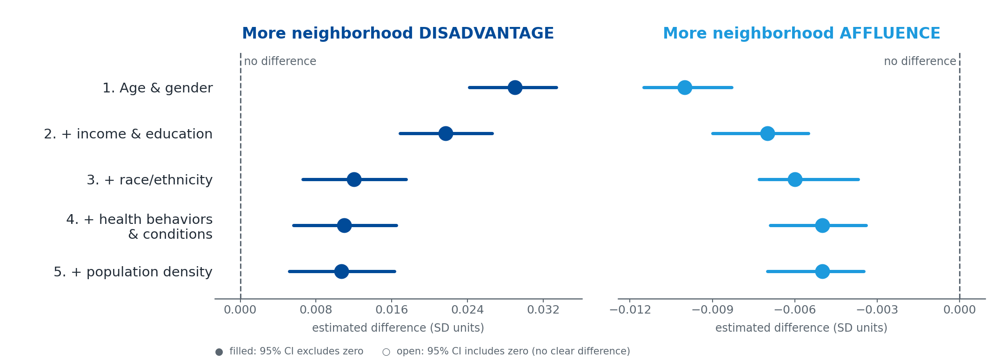 More neighborhood DISADVANTAGE
More neighborhood AFFLUENCE
no difference
no difference
1. Age & gender
2. + income & education
3. + race/ethnicity
4. + health behaviors
& conditions
5. + population density
0.000 0.008 0.016 0.024 0.032
−0.012 −0.009 −0.006 −0.003 0.000
estimated difference (SD units)
estimated difference (SD units)
filled: 95% CI excludes zero
open: 95% CI includes zero (no clear difference)